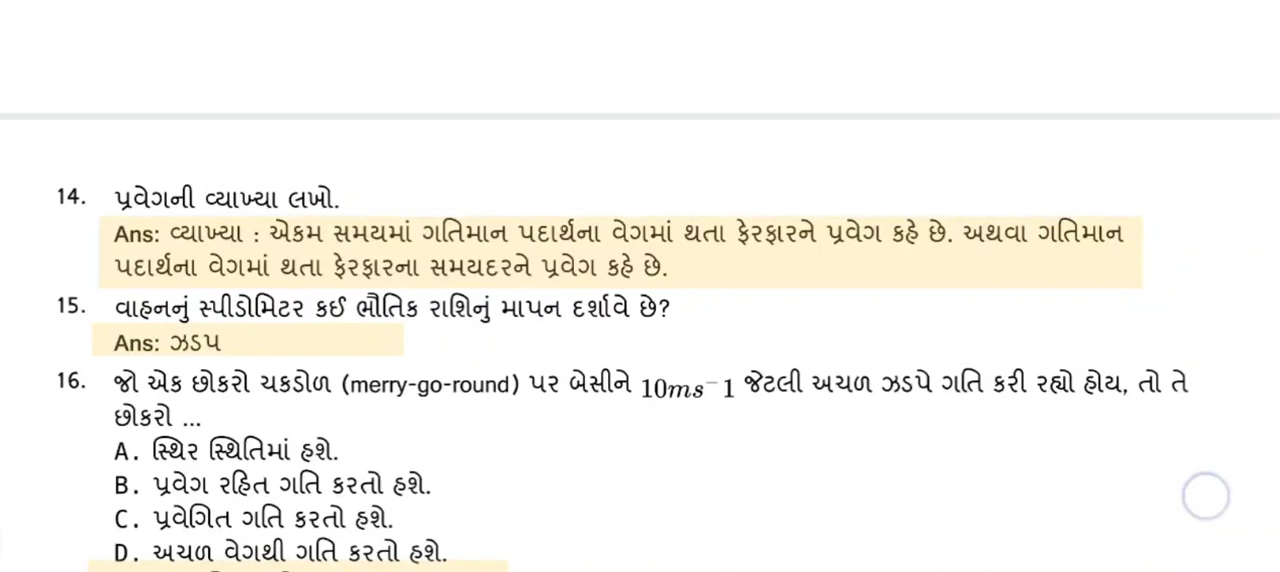 14. પ્રવેગની વ્યાખ્યા લખો.
Ans: વ્યાખ્યા : એકમ સમયમાં ગતિમાન પદાર્થના વેગમાં થતા ફેરફારને પ્રવેગ કહે છે. અથવા ગતિમાન
પદાર્થના વેગમાં થતા ફેરફારના સમયદરને પ્રવેગ કહે છે.
15. વાહનનું સ્પીડોમિટર કઈ ભૌતિક રાશિનું માપન દર્શાવે છે?
Ans: ઝડપ
16. જો એક છોકરો ચકડોળ (merry-go-round) પર બેસીને 10ms⁻1 જેટલી અચળ ઝડપે ગતિ કરી રહ્યો હોય, તો તે
છોકરો ...
A. સ્થિર સ્થિતિમાં હશે.
B. પ્રવેગ રહિત ગતિ કરતો હશે.
C. પ્રવેગિત ગતિ કરતો હશે.
D. અચળ વેગથી ગતિ કરતો હશે.